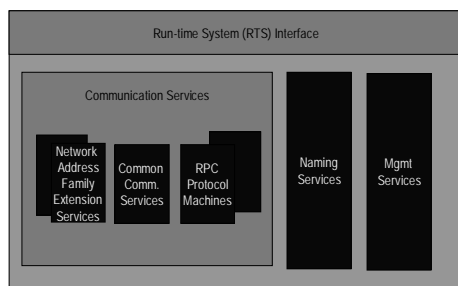 Run-time System (RTS) Interface
Communication Services
Network
Address
Family
Extension
Services
Common
Comm.
Services
RPC
Protocol
Machines
Naming
Services
Mgmt
Services